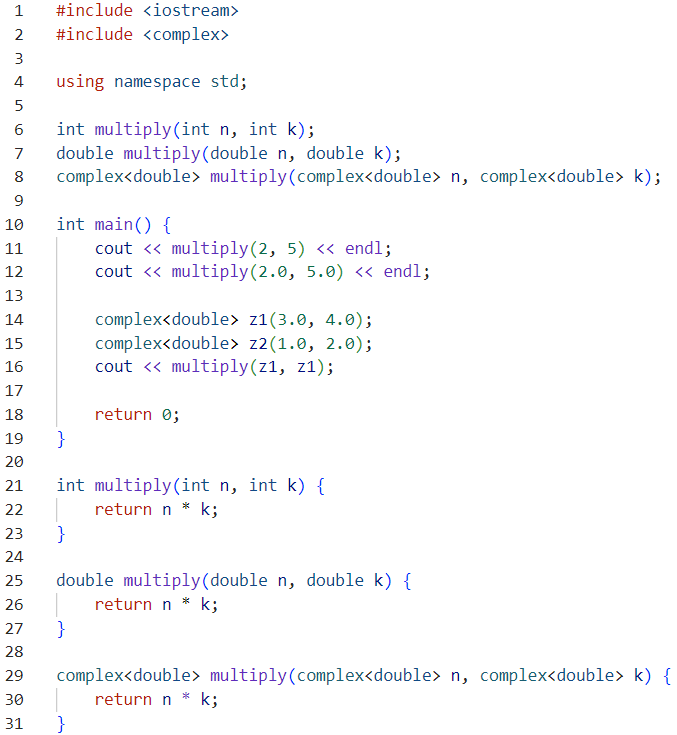 1 #include <iostream>
2 #include <complex>
3
4 using namespace std;
5
6 int multiply(int n, int k);
7 double multiply(double n, double k);
8 complex<double> multiply(complex<double> n, complex<double> k);
9
10 int main() {
11     cout << multiply(2, 5) << endl;
12     cout << multiply(2.0, 5.0) << endl;
13
14     complex<double> z1(3.0, 4.0);
15     complex<double> z2(1.0, 2.0);
16     cout << multiply(z1, z1);
17
18     return 0;
19 }
20
21 int multiply(int n, int k) {
22     return n * k;
23 }
24
25 double multiply(double n, double k) {
26     return n * k;
27 }
28
29 complex<double> multiply(complex<double> n, complex<double> k) {
30     return n * k;
31 }